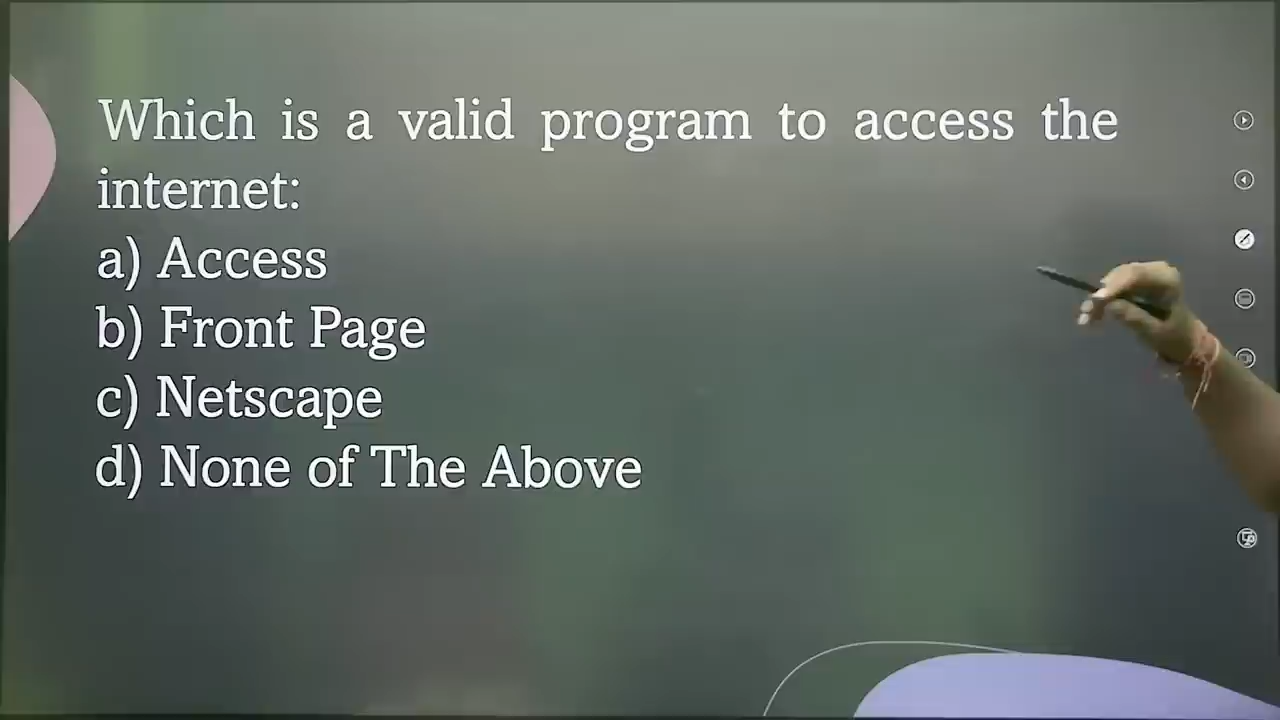 Which is a valid program to access the
internet:
a) Access
b) Front Page
c) Netscape
d) None of The Above